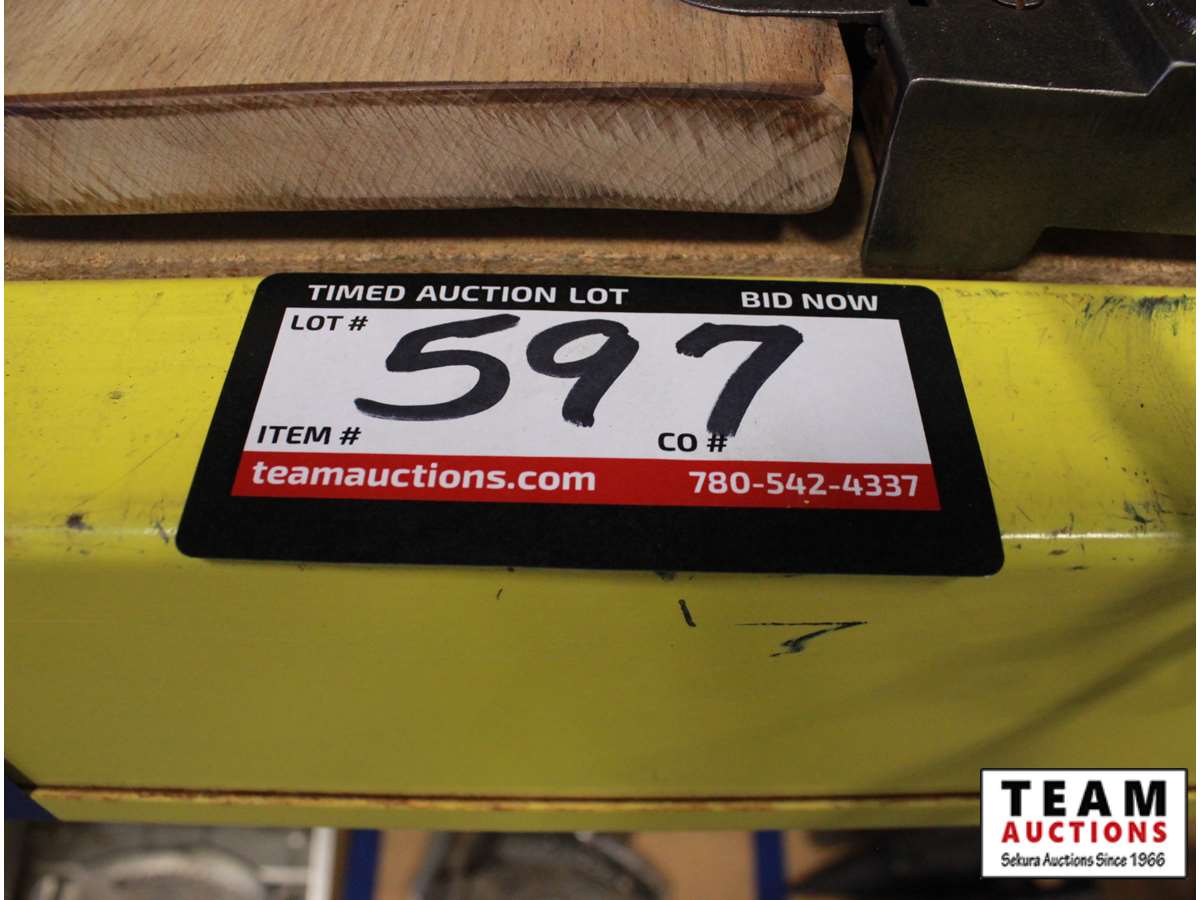 TIMED AUCTION LOT BID NOW
LOT # 597
ITEM # CO #
teamauctions.com 780-542-4337
TEAM
AUCTIONS
Sekura Auctions Since 1966